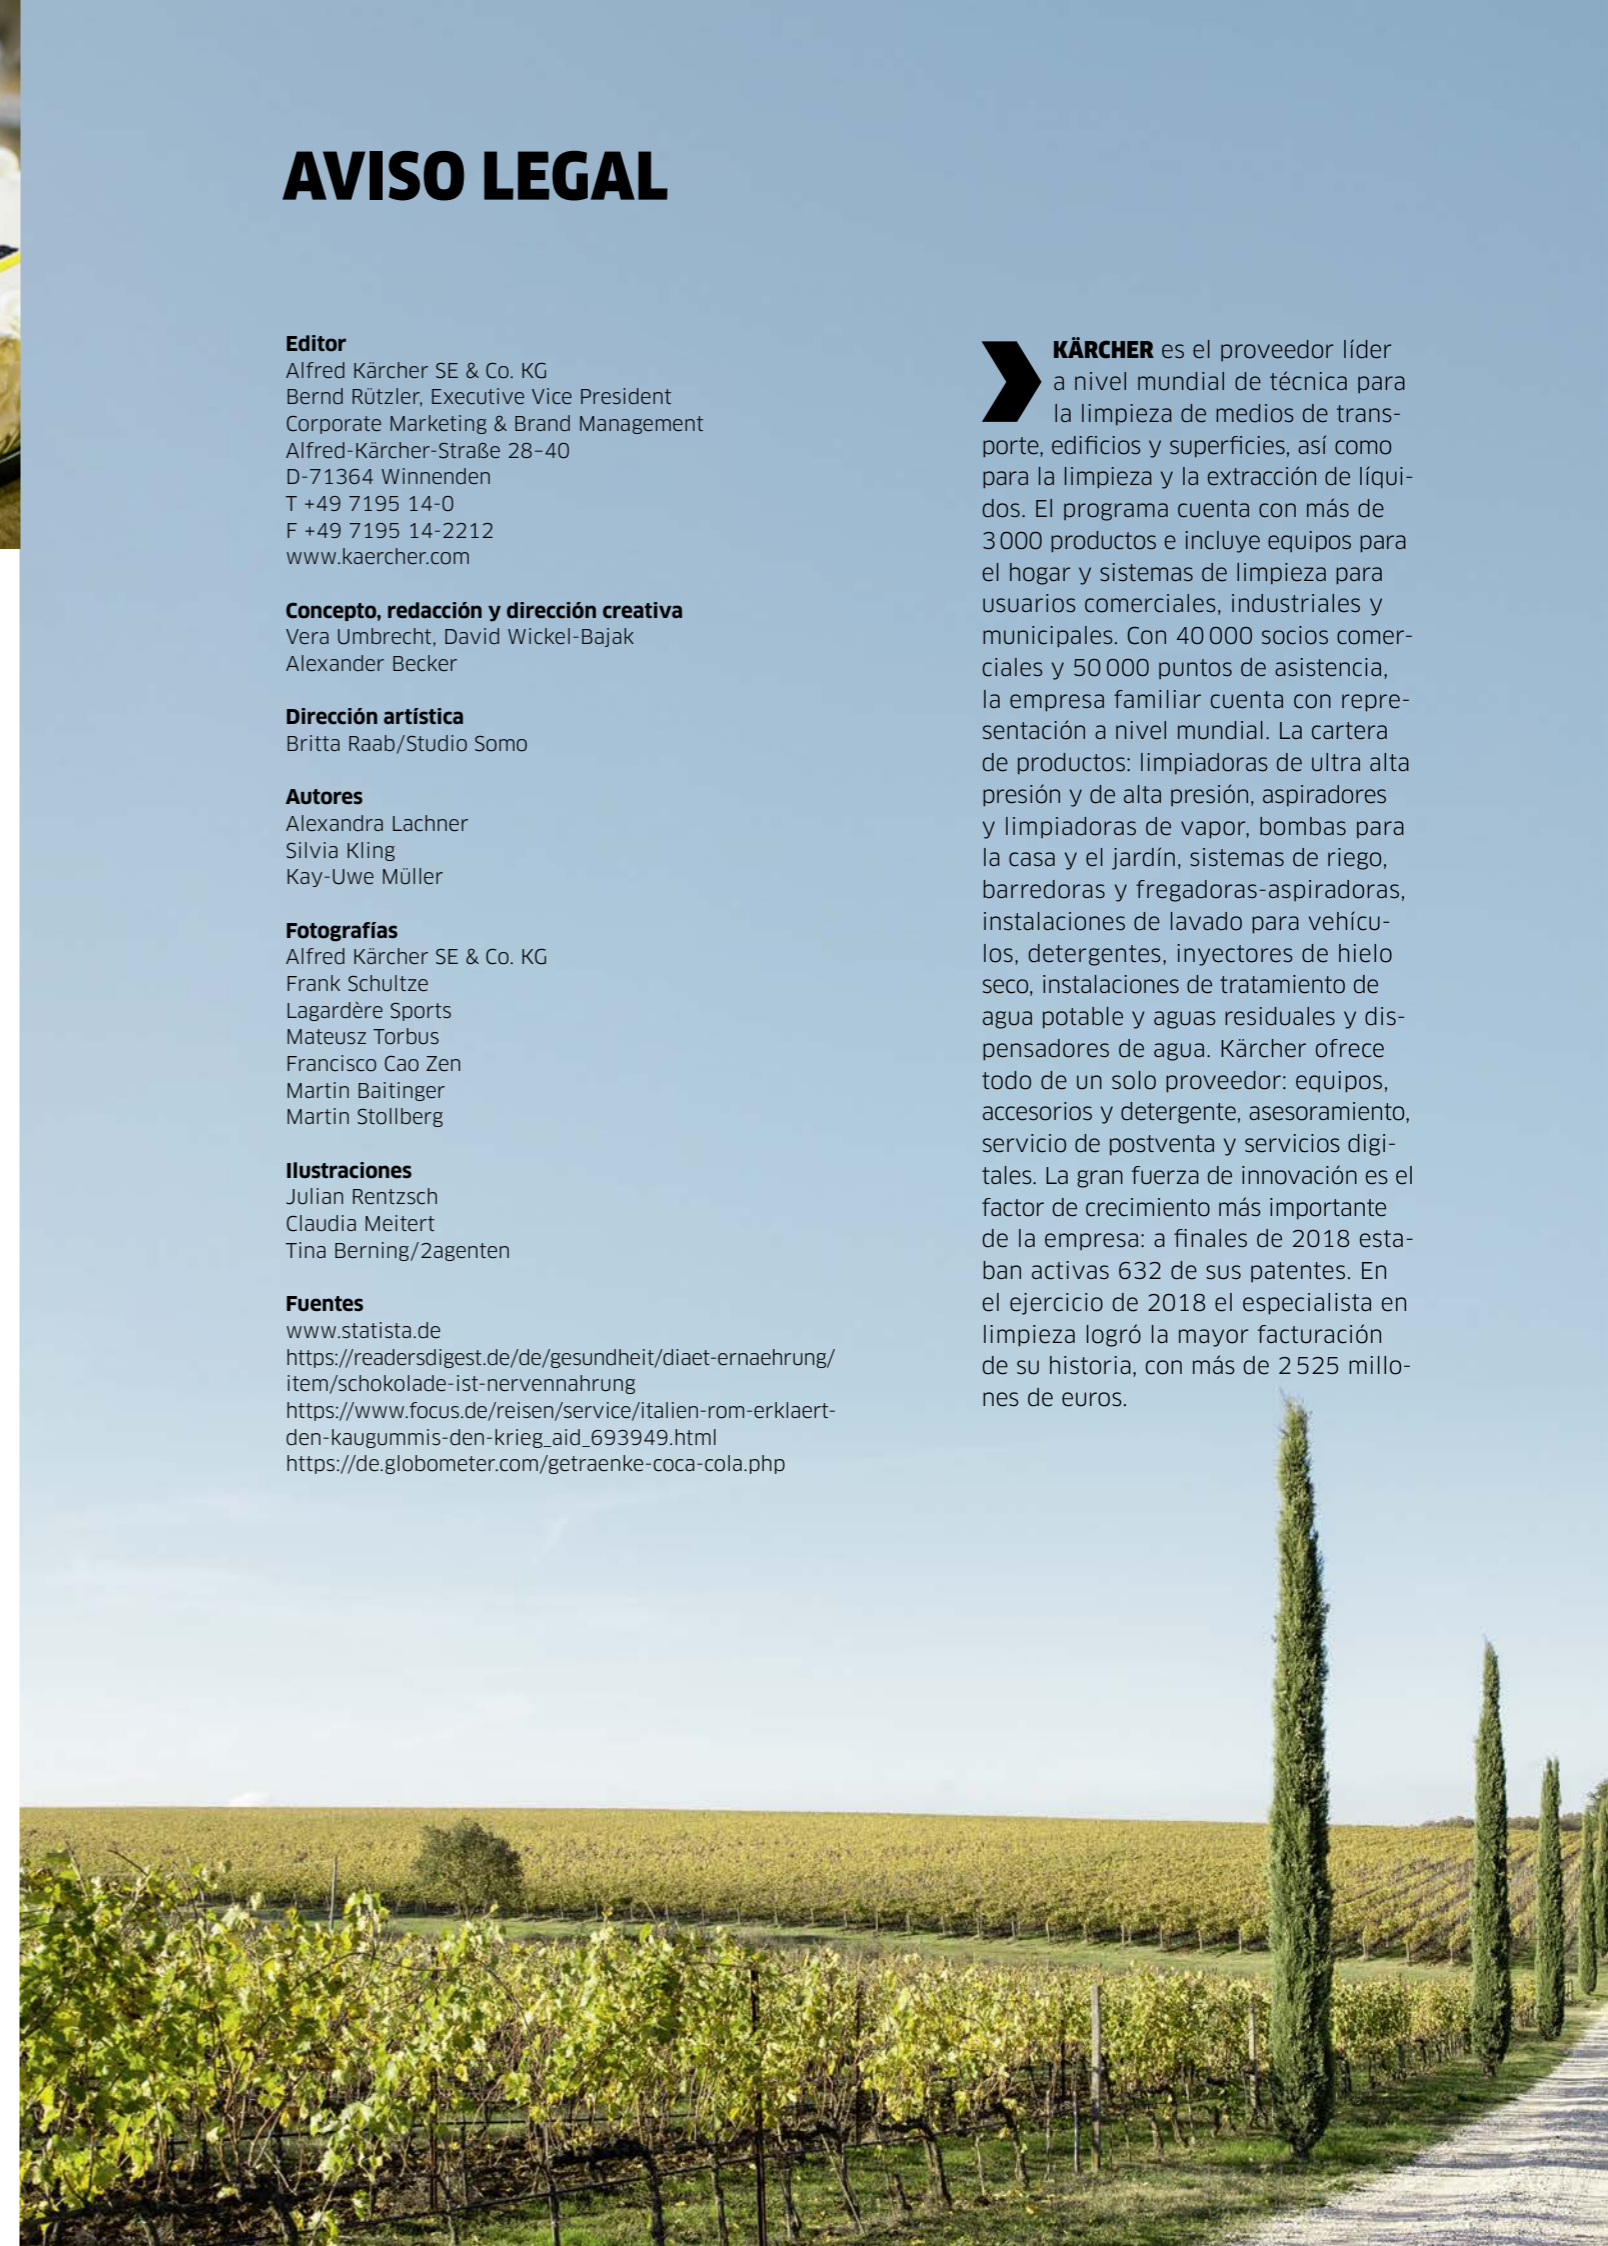 AVISO LEGAL
Editor
Alfred Kärcher SE & Co. KG
Bernd Rützler, Executive Vice President
Corporate Marketing & Brand Management
Alfred-Kärcher-Straße 28–40
D-71364 Winnenden
T +49 7195 14-0
F +49 7195 14-2212
www.kaercher.com
Concepto, redacción y dirección creativa
Vera Umbrecht, David Wickel-Bajak
Alexander Becker
Dirección artística
Britta Raab/Studio Somo
Autores
Alexandra Lachner
Silvia Kling
Kay-Uwe Müller
Fotografías
Alfred Kärcher SE & Co. KG
Frank Schultze
Lagardère Sports
Mateusz Torbus
Francisco Cao Zen
Martin Baitinger
Martin Stollberg
Ilustraciones
Julian Rentzsch
Claudia Meitert
Tina Berning/2agenten
Fuentes
www.statista.de
https://readersdigest.de/de/gesundheit/diaet-ernaehrung/
item/schokolade-ist-nervennahrung
https://www.focus.de/reisen/service/italien-rom-erklaert-
den-kaugummis-den-krieg_aid_693949.html
https://de.globometer.com/getraenke-coca-cola.php
KÄRCHER es el proveedor líder
a nivel mundial de técnica para
la limpieza de medios de trans-
porte, edificios y superficies, así como
para la limpieza y la extracción de líqui-
dos. El programa cuenta con más de
3 000 productos e incluye equipos para
el hogar y sistemas de limpieza para
usuarios comerciales, industriales y
municipales. Con 40 000 socios comer-
ciales y 50 000 puntos de asistencia,
la empresa familiar cuenta con repre-
sentación a nivel mundial. La cartera
de productos: limpiadoras de ultra alta
presión y de alta presión, aspiradores
y limpiadoras de vapor, bombas para
la casa y el jardín, sistemas de riego,
barredoras y fregadoras-aspiradoras,
instalaciones de lavado para vehícu-
los, detergentes, inyectores de hielo
seco, instalaciones de tratamiento de
agua potable y aguas residuales y dis-
pensadores de agua. Kärcher ofrece
todo de un solo proveedor: equipos,
accesorios y detergente, asesoramiento,
servicio de postventa y servicios digi-
tales. La gran fuerza de innovación es el
factor de crecimiento más importante
de la empresa: a finales de 2018 esta-
ban activas 632 de sus patentes. En
el ejercicio de 2018 el especialista en
limpieza logró la mayor facturación
de su historia, con más de 2 525 millo-
nes de euros.